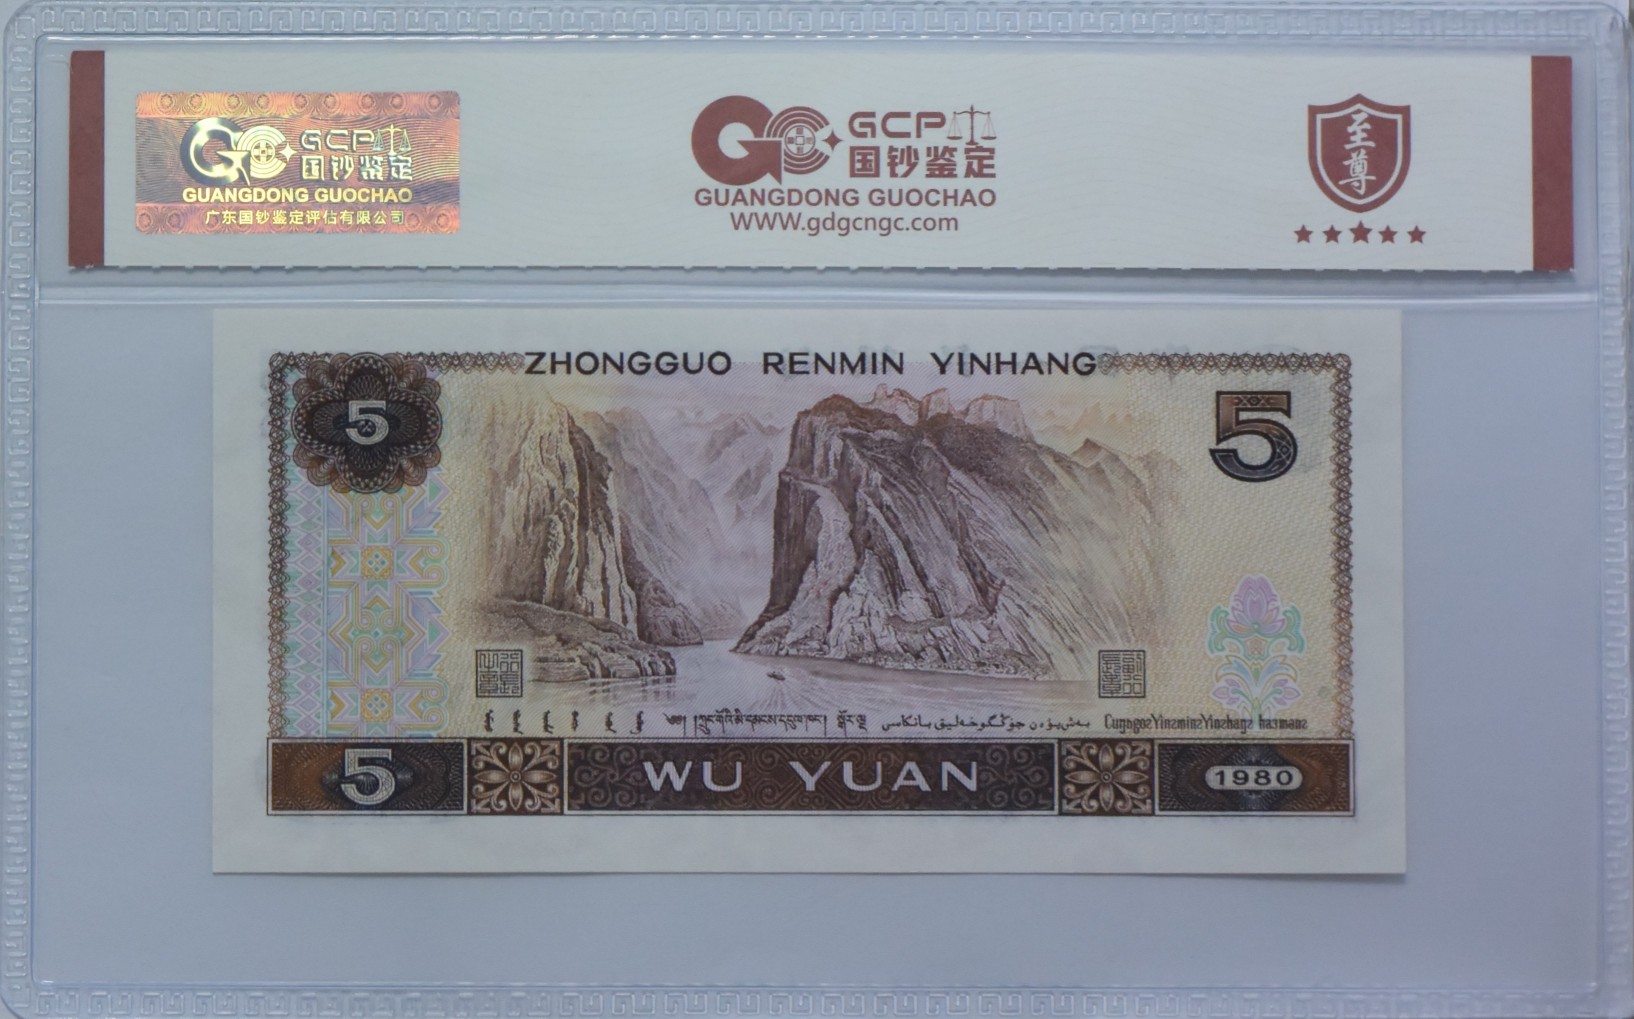 GCP
国钞鉴定
GUANGDONG GUOCHAO
广东国钞鉴定评估有限公司
GCP
国钞鉴定
GUANGDONG GUOCHAO
WWW.gdgcngc.com
至尊
ZHONGGUO RENMIN YINHANG
5
5
CuŋƣgoƨYinƨminƨYinƨhaŋƨ
5
WU YUAN
1980